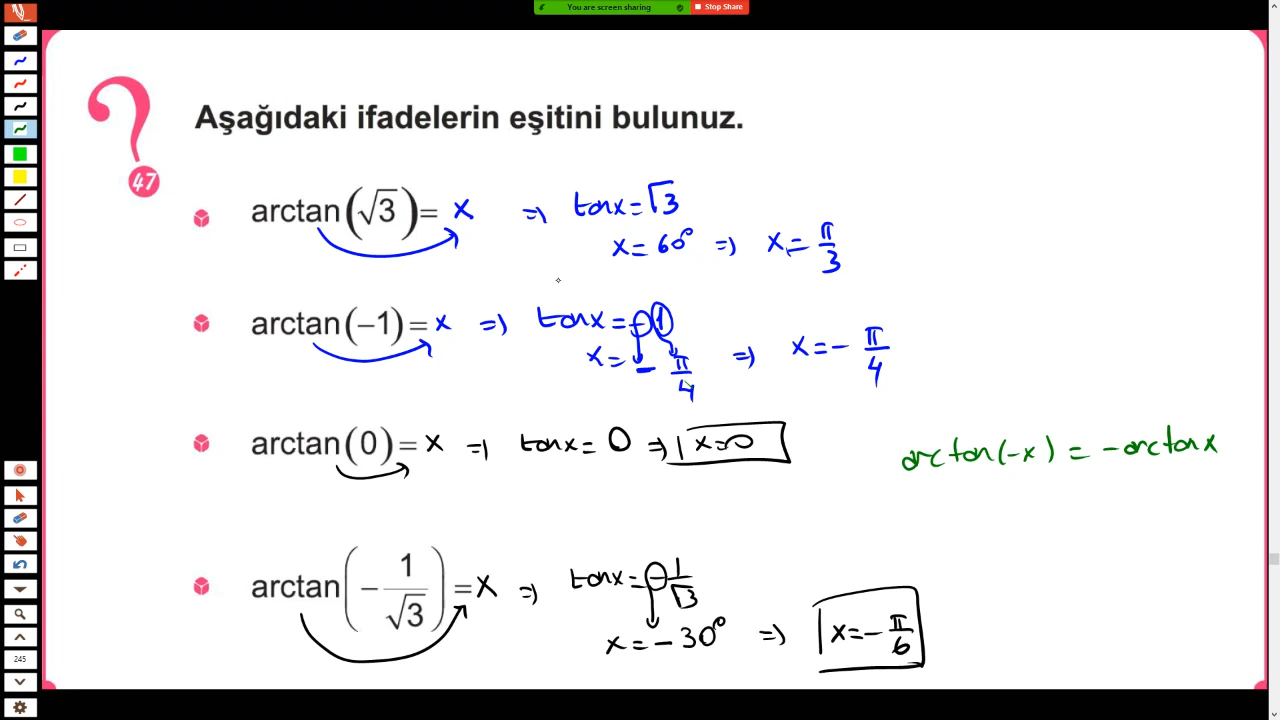 You are screen sharing Stop Share
Aşağıdaki ifadelerin eşitini bulunuz.
47
arctan(√3) = x ⇒ tanx = √3
x = 60° ⇒ x = π/3
arctan(−1) = x ⇒ tanx = −1
x = − π/4 ⇒ x = − π/4
arctan(0) = x ⇒ tanx = 0 ⇒ x = 0
arctan(−x) = −arctanx
arctan(− 1/√3) = x ⇒ tanx = − 1/√3
x = − 30° ⇒ x = − π/6
245